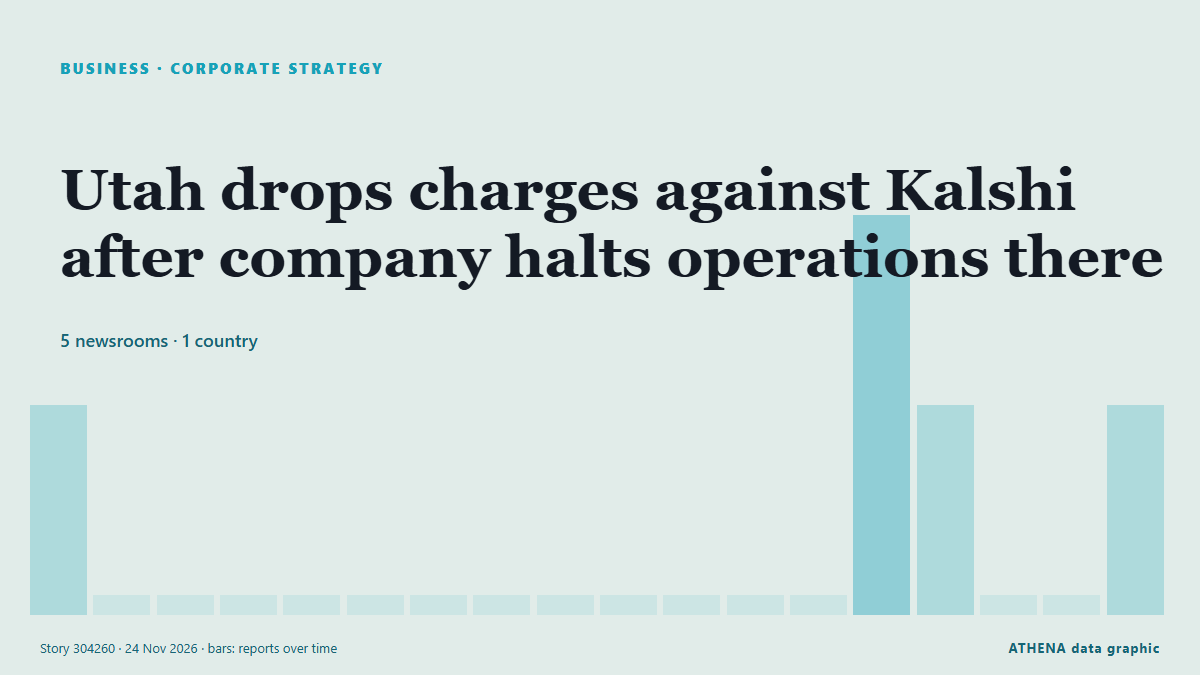 BUSINESS · CORPORATE STRATEGY
Utah drops charges against Kalshi
after company halts operations there
5 newsrooms · 1 country
Story 304260 · 24 Nov 2026 · bars: reports over time
ATHENA data graphic